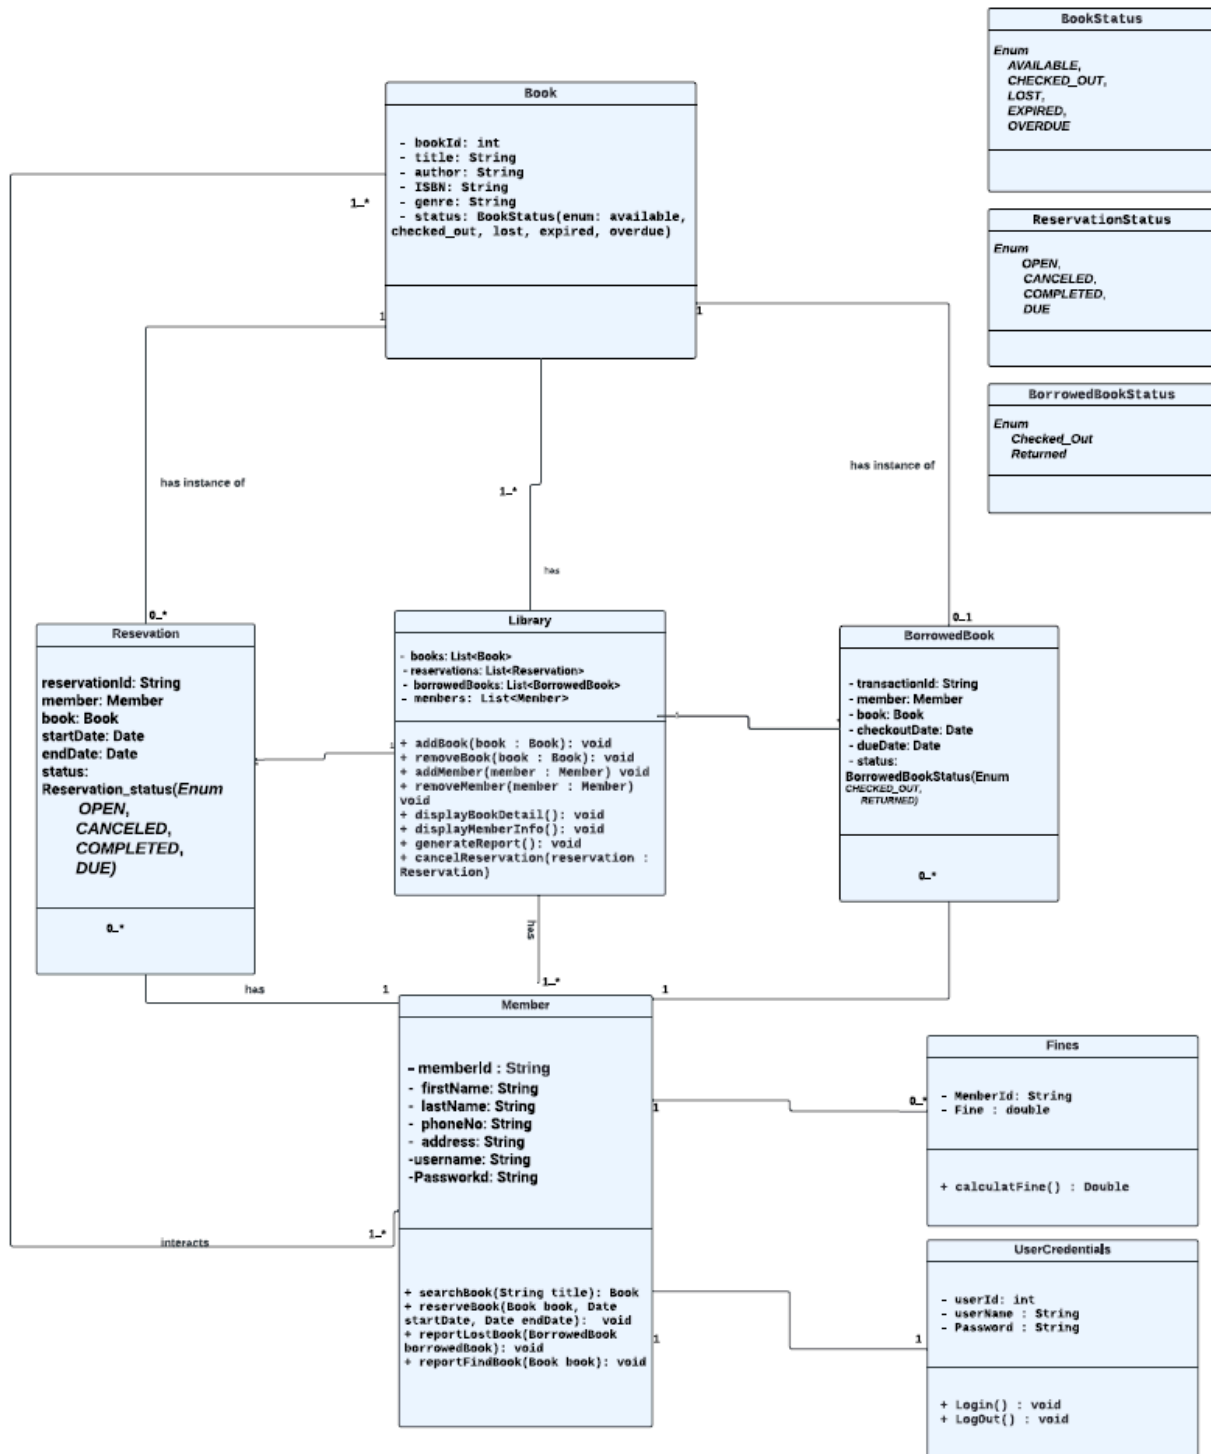 BookStatus
Enum
AVAILABLE,
CHECKED_OUT,
LOST,
EXPIRED,
OVERDUE
Book
- bookId: int
- title: String
- author: String
- ISBN: String
- genre: String
- status: BookStatus(enum: available,
checked_out, lost, expired, overdue)
1..*
ReservationStatus
Enum
OPEN,
CANCELED,
COMPLETED,
DUE
1
1
BorrowedBookStatus
Enum
Checked_Out
Returned
has instance of
1..*
has instance of
has
0..*
0..1
Resevation
reservationId: String
member: Member
book: Book
startDate: Date
endDate: Date
status:
Reservation_status(Enum
OPEN,
CANCELED,
COMPLETED,
DUE)
0..*
Library
- books: List<Book>
- reservations: List<Reservation>
- borrowedBooks: List<BorrowedBook>
- members: List<Member>
+ addBook(book : Book): void
+ removeBook(book : Book): void
+ addMember(member : Member) void
+ removeMember(member : Member)
void
+ displayBookDetail(): void
+ displayMemberInfo(): void
+ generateReport(): void
+ cancelReservation(reservation :
Reservation)
BorrowedBook
- transactionId: String
- member: Member
- book: Book
- checkoutDate: Date
- dueDate: Date
- status:
BorrowedBookStatus(Enum
CHECKED_OUT,
RETURNED)
0..*
has
has
1
1..*
1
Member
- memberId : String
- firstName: String
- lastName: String
- phoneNo: String
- address: String
-username: String
-Passworkd: String
1
0..*
Fines
- MemberId: String
- Fine : double
+ calculatFine() : Double
1..*
interacts
+ searchBook(String title): Book
+ reserveBook(Book book, Date
startDate, Date endDate): void
+ reportLostBook(BorrowedBook
borrowedBook): void
+ reportFindBook(Book book): void
1
1
UserCredentials
- userId: int
- userName : String
- Password : String
+ Login() : void
+ LogOut() : void